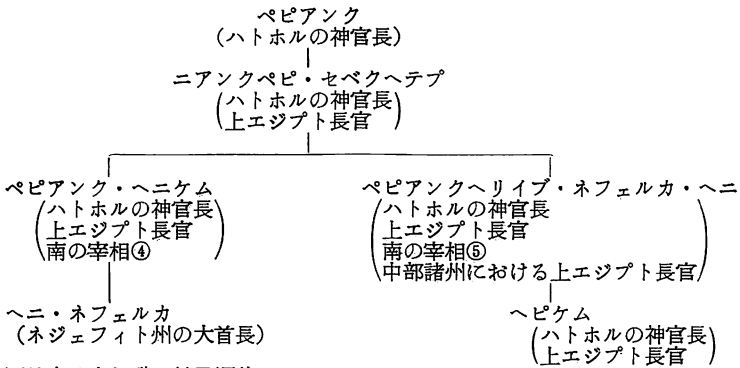 ペピアンク
(ハトホルの神官長)
ニアンクペピ・セベクヘテプ
(ハトホルの神官長
上エジプト長官)
ペピアンク・ヘニケム
(ハトホルの神官長
上エジプト長官
南の宰相④)
ヘニ・ネフェルカ
(ネジェフィト州の大首長)
ペピアンクヘリイブ・ネフェルカ・ヘニ
(ハトホルの神官長
上エジプト長官
南の宰相⑤
中部諸州における上エジプト長官)
ヘピケム
(ハトホルの神官長
上エジプト長官)